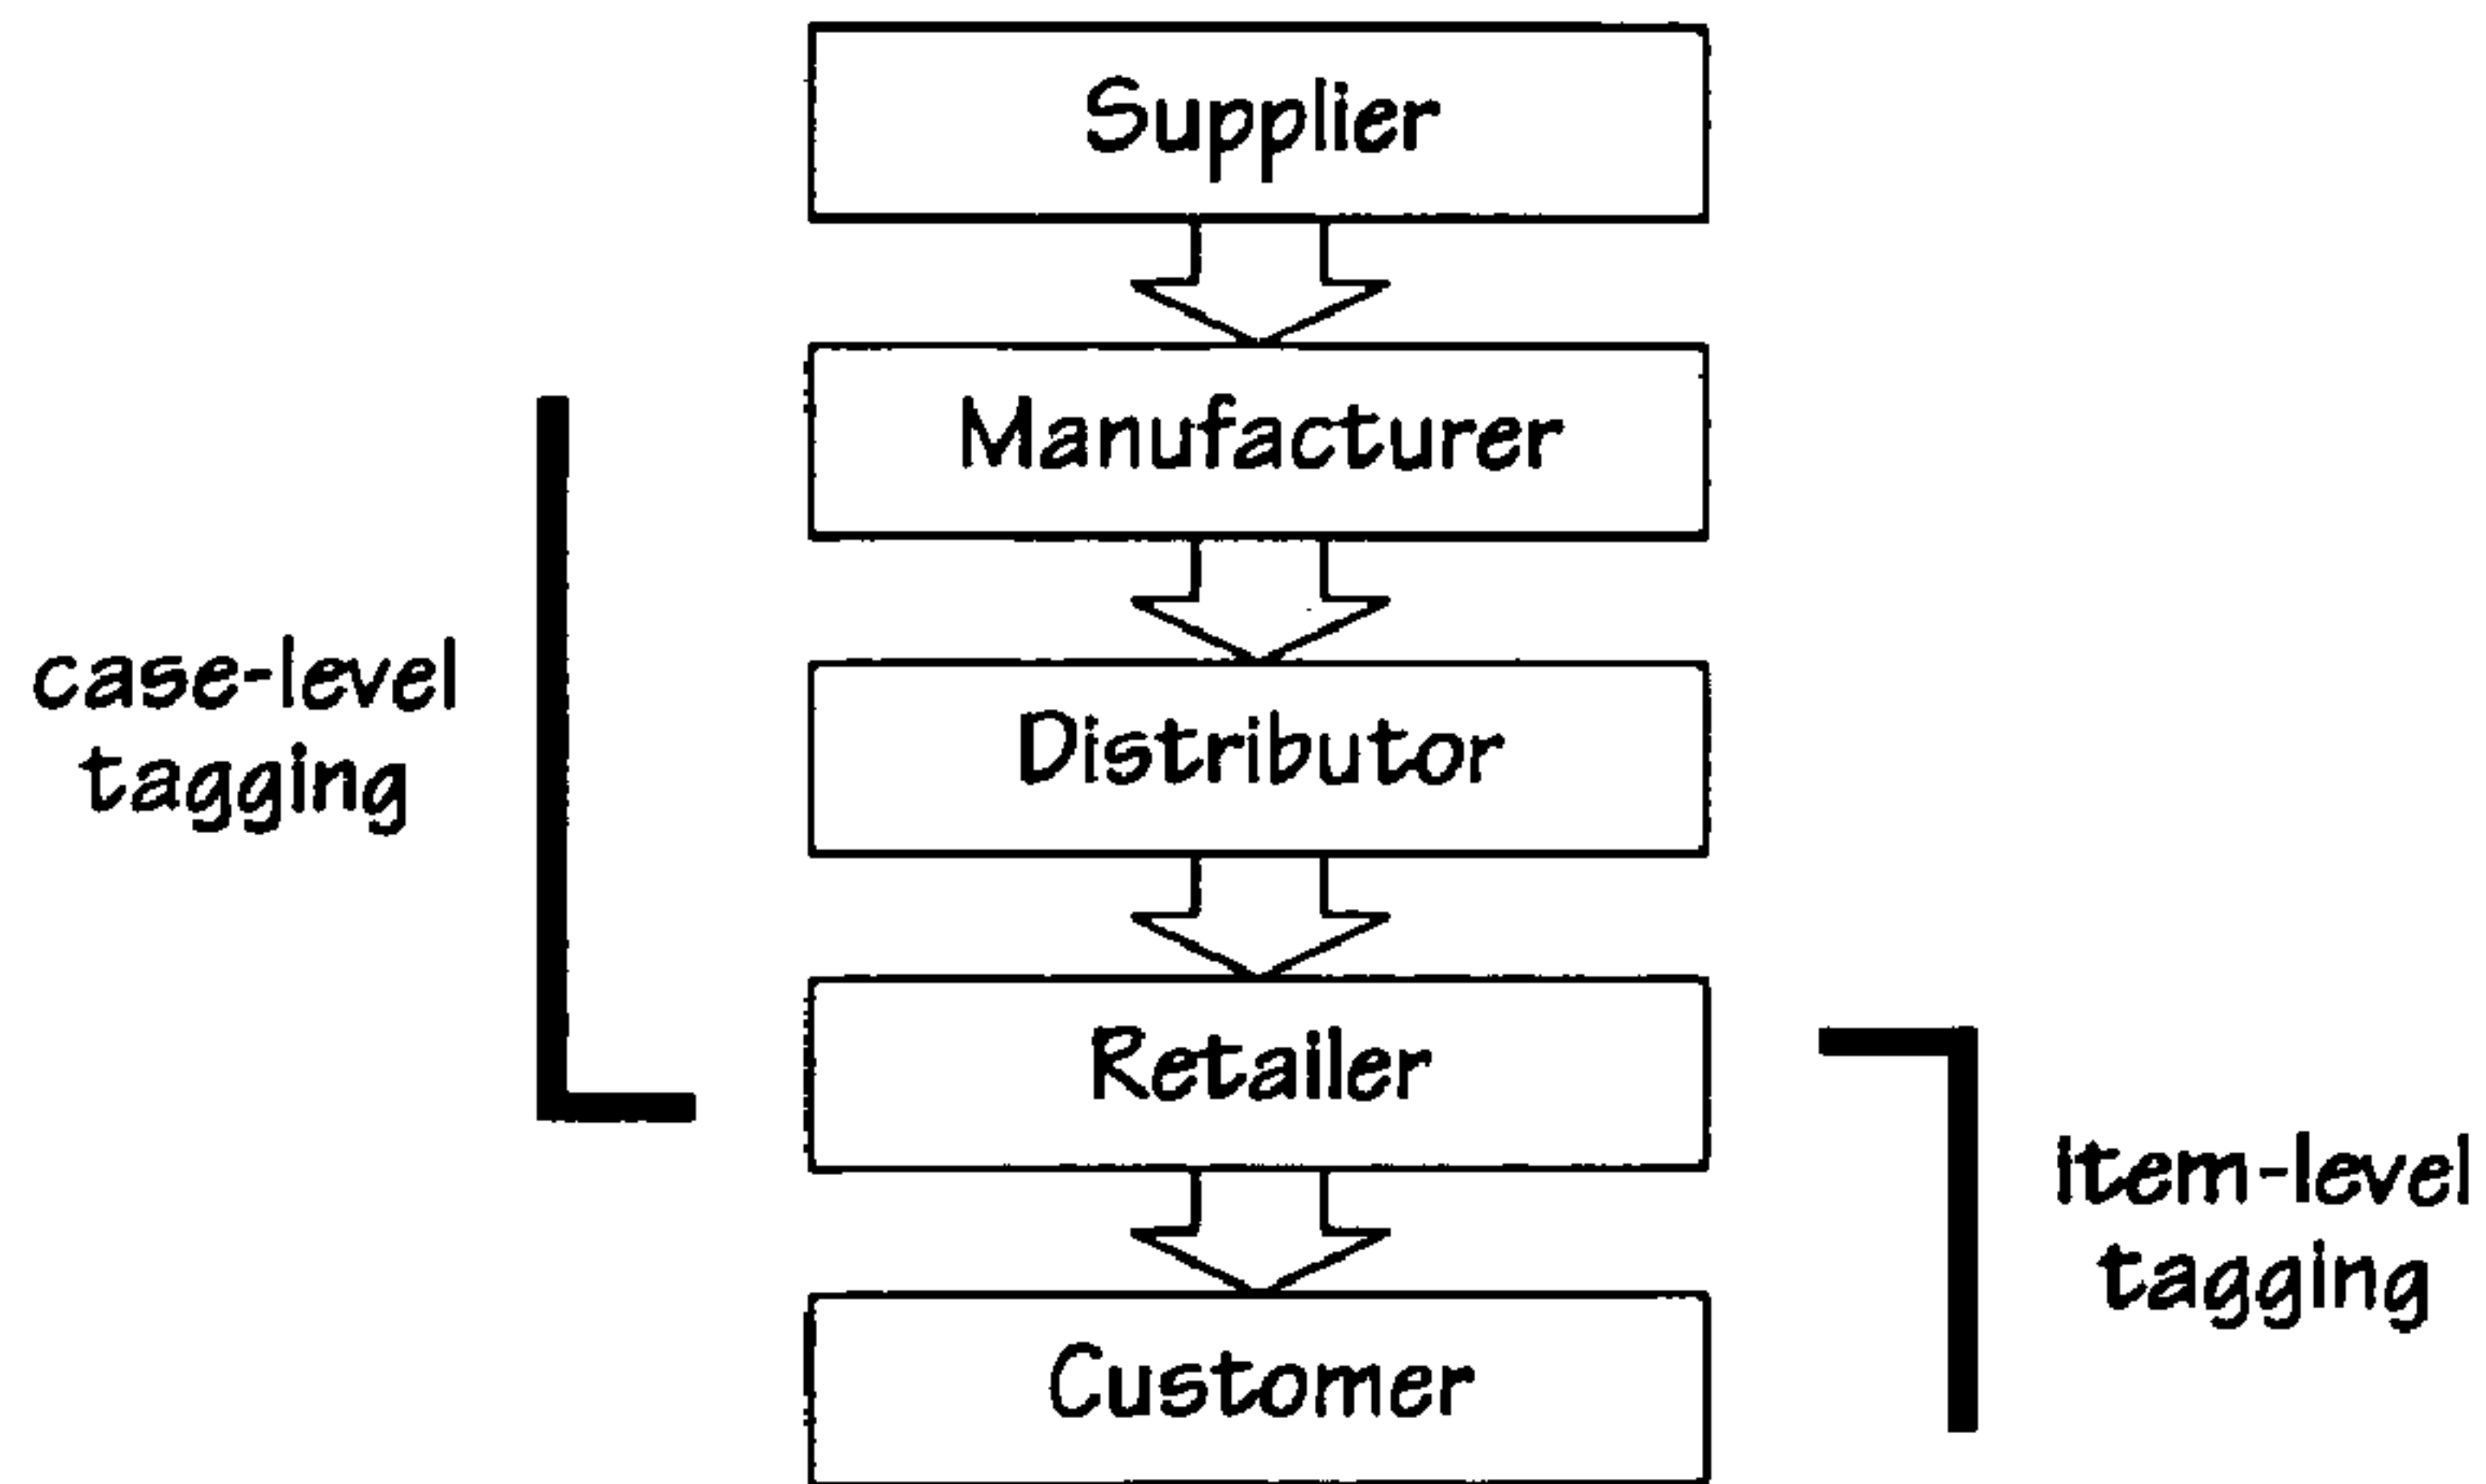 Supplier
Manufacturer
case-level
tagging
Distributor
Retailer
item-level
tagging
Customer